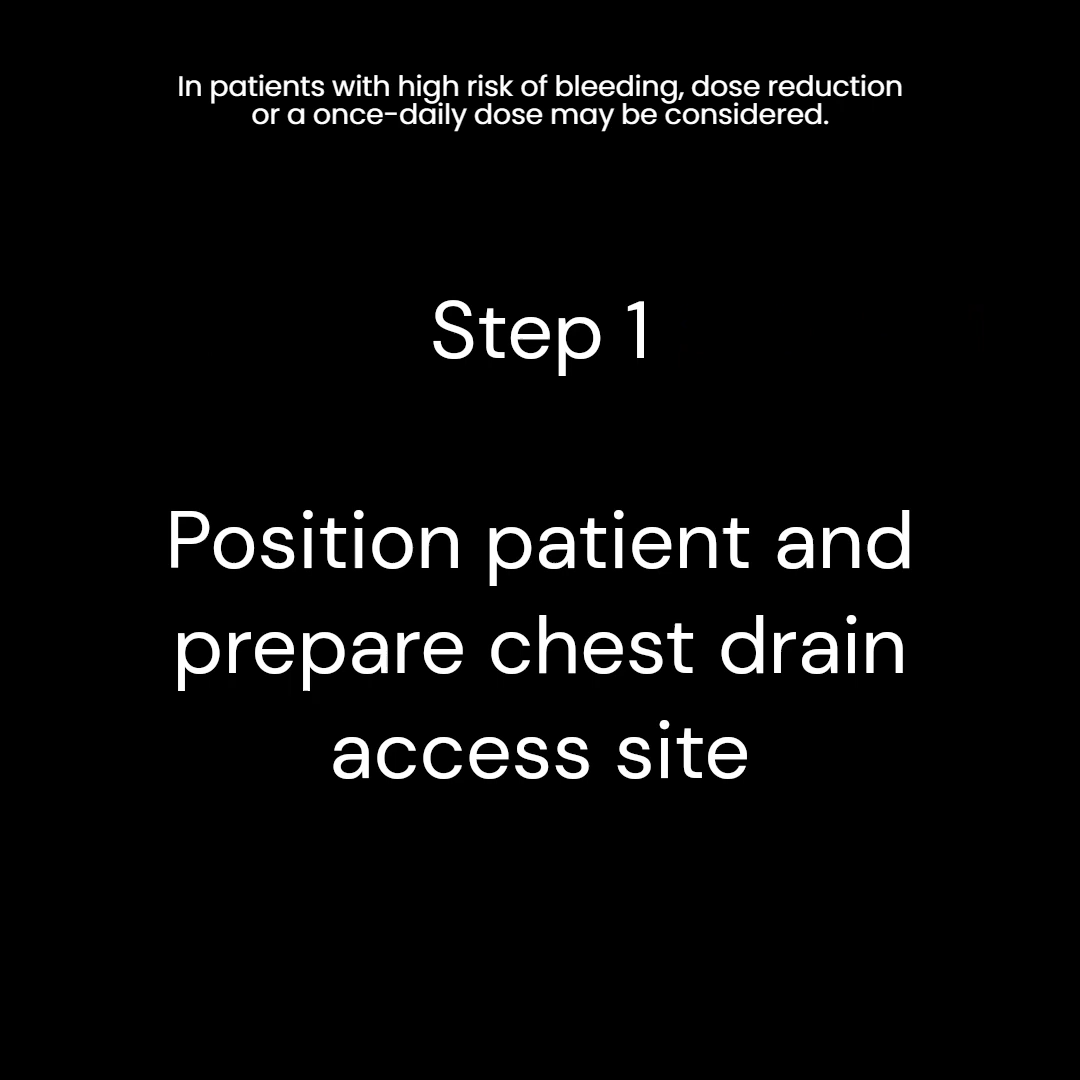 In patients with high risk of bleeding, dose reduction
or a once-daily dose may be considered.
Step 1
Position patient and
prepare chest drain
access site